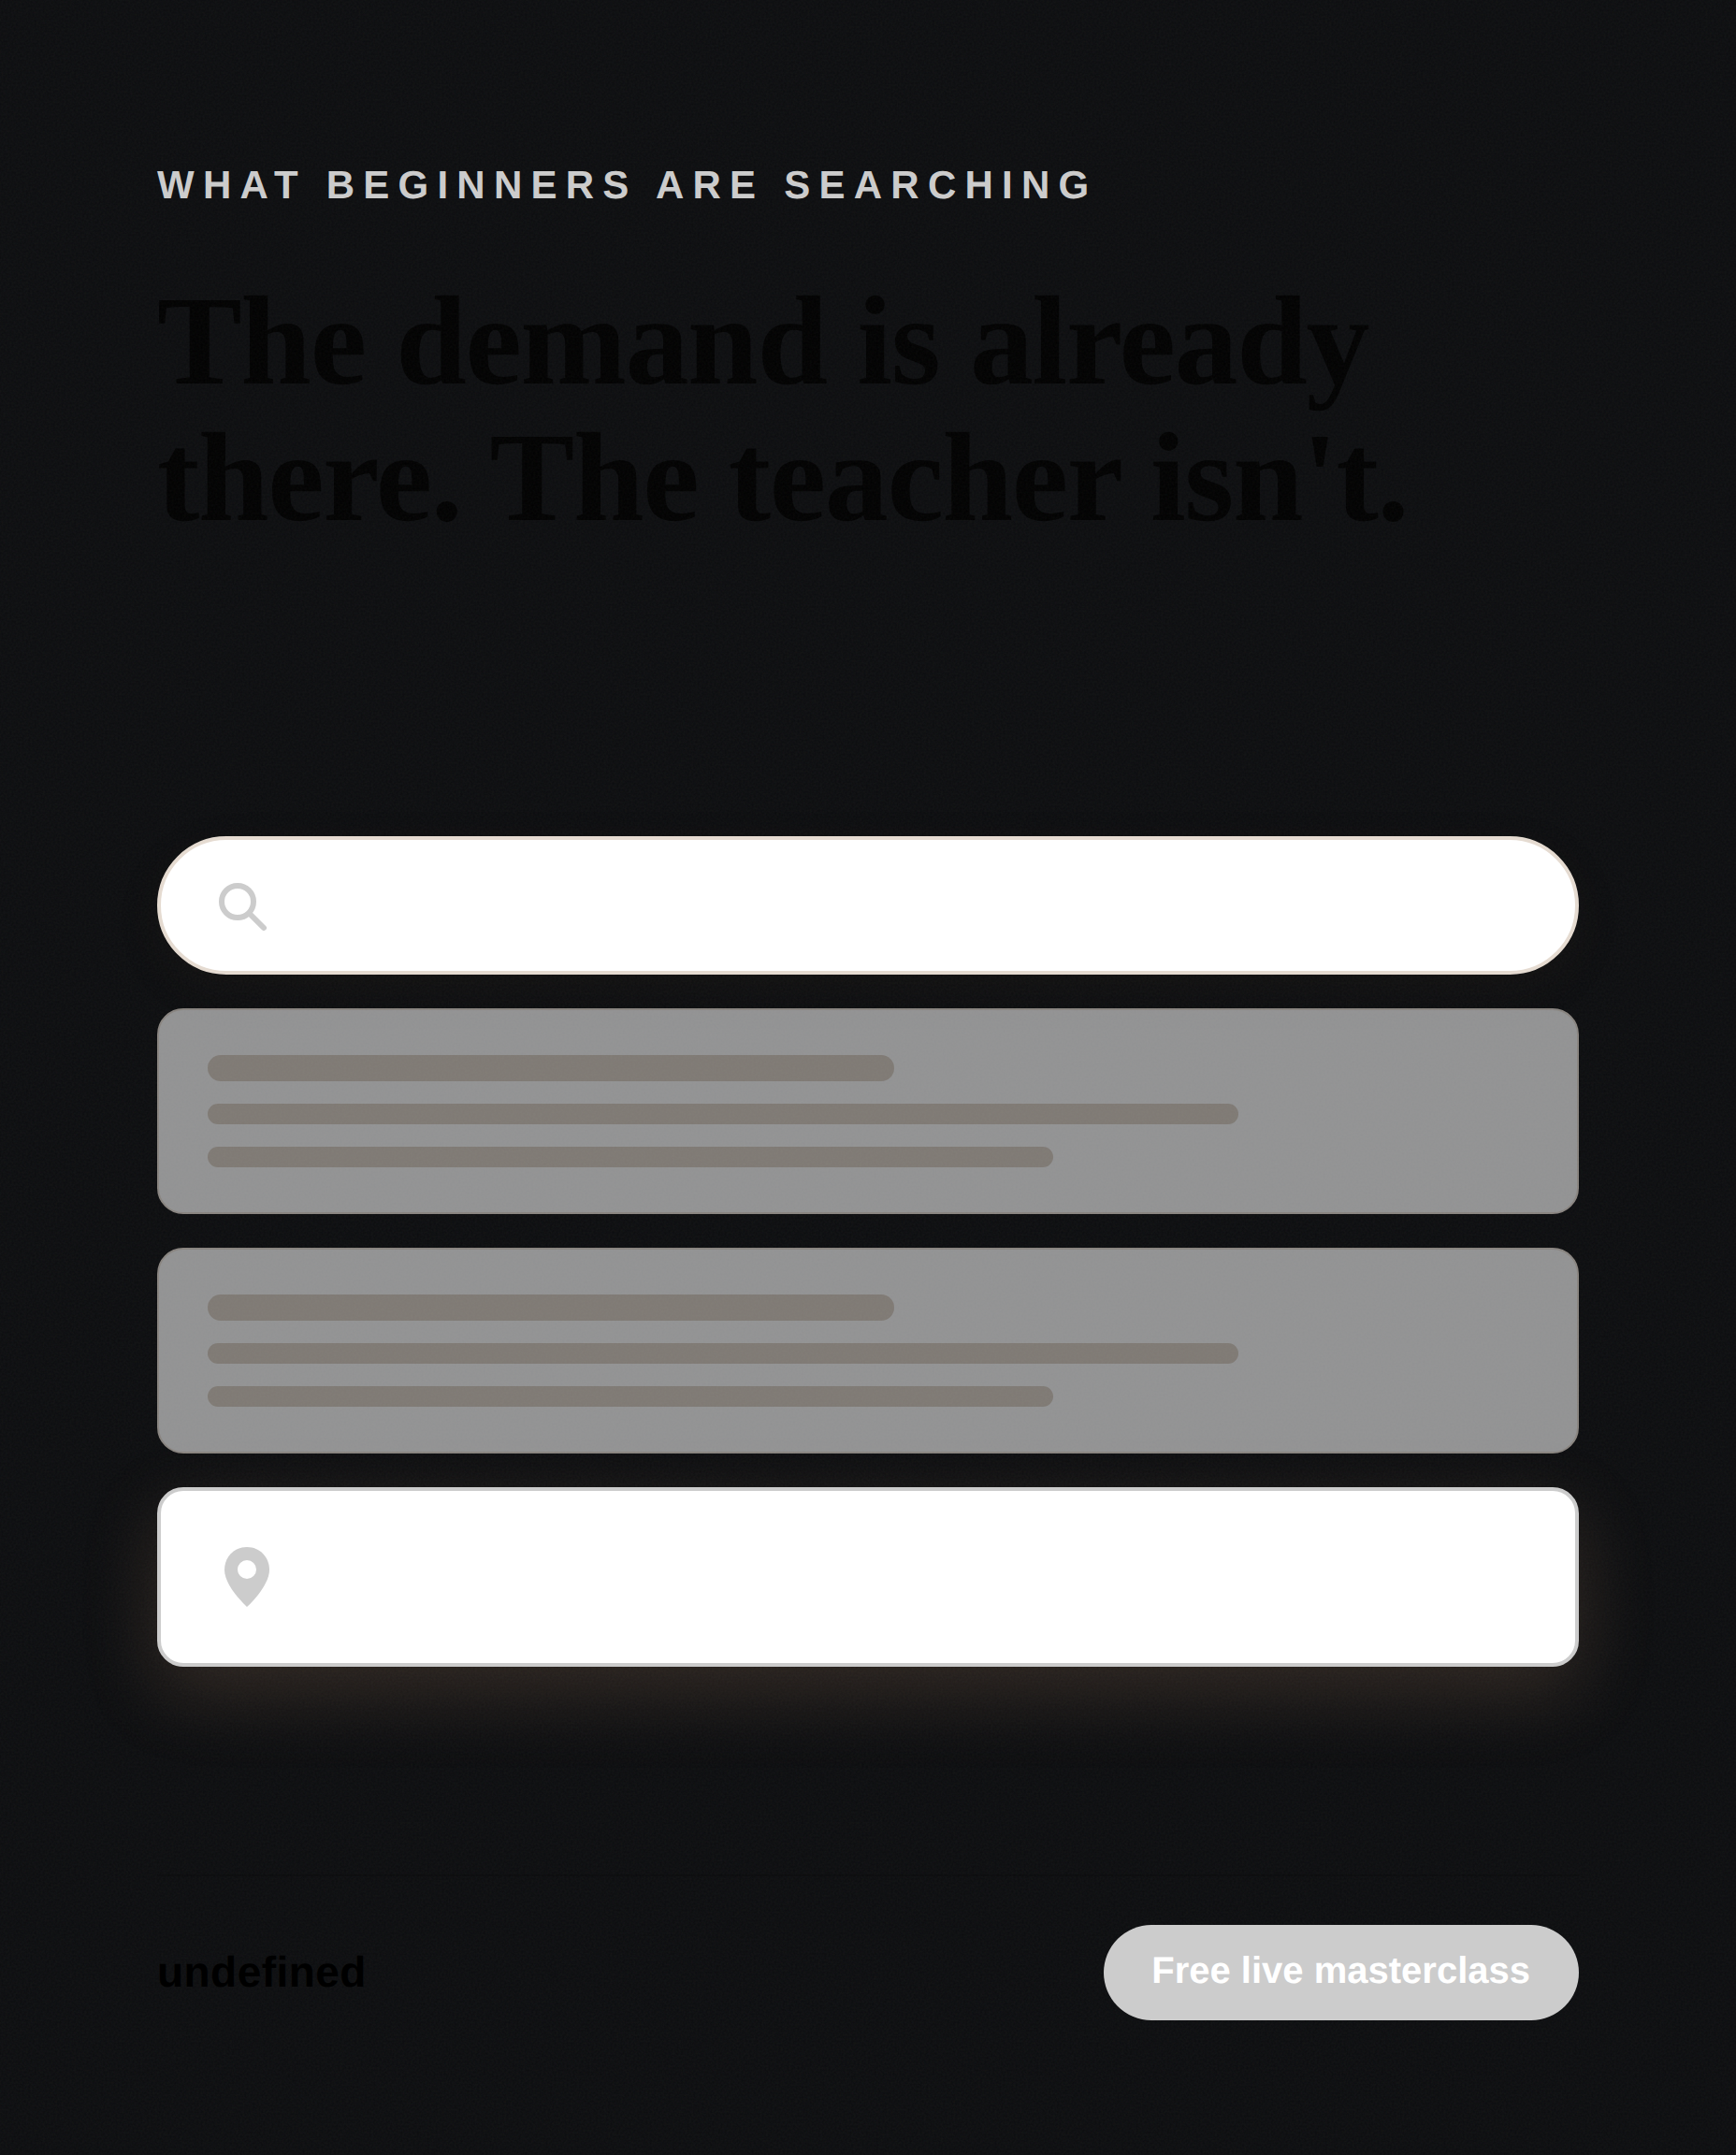 WHAT BEGINNERS ARE SEARCHING
The demand is already
there. The teacher isn't.
undefined
Free live masterclass